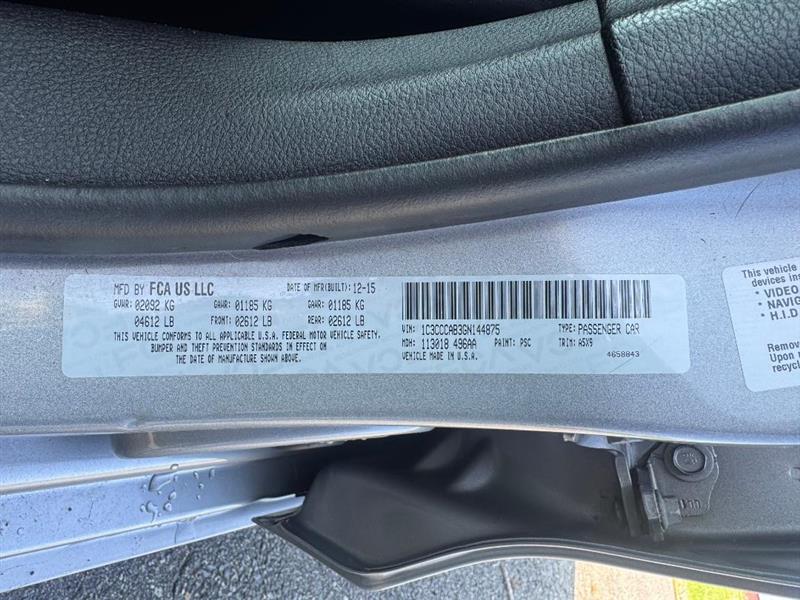 MFD BY FCA US LLC DATE OF MFR(BUILT): 12-15
GVWR: 02092 KG GAWR: 01185 KG GAWR: 01185 KG
04612 LB FRONT: 02612 LB REAR: 02612 LB
THIS VEHICLE CONFORMS TO ALL APPLICABLE U.S.A. FEDERAL MOTOR VEHICLE SAFETY,
BUMPER AND THEFT PREVENTION STANDARDS IN EFFECT ON
THE DATE OF MANUFACTURE SHOWN ABOVE.
VIN: 1C3CCCAB3GN144875 TYPE: PASSENGER CAR
MDH: 113018 496AA PAINT: PSC TRIM: A5X9
VEHICLE MADE IN U.S.A. 4658843
This vehicle
devices in
• VIDEO
• NAVIG
• H.I.D
Remov
Upon
recycl